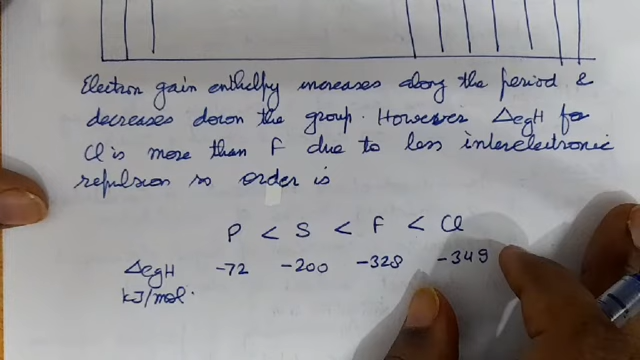 Electron gain enthalpy increases along the period &
decreases down the group. However ΔegH for
Cl is more than F due to less interelectronic
repulsion so order is
P < S < F < Cl
ΔegH -72 -200 -328 -349
kJ/mol.